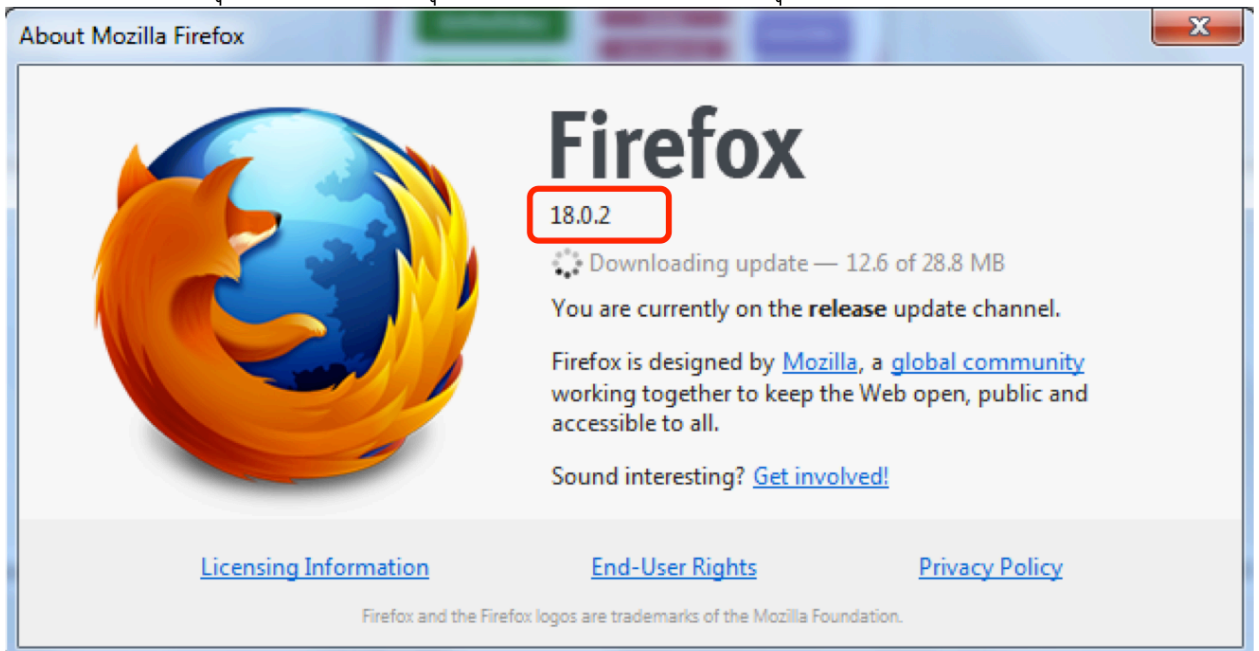 About Mozilla Firefox
Firefox
18.0.2
Downloading update — 12.6 of 28.8 MB
You are currently on the release update channel.
Firefox is designed by Mozilla, a global community
working together to keep the Web open, public and
accessible to all.
Sound interesting? Get involved!
Licensing Information End-User Rights Privacy Policy
Firefox and the Firefox logos are trademarks of the Mozilla Foundation.